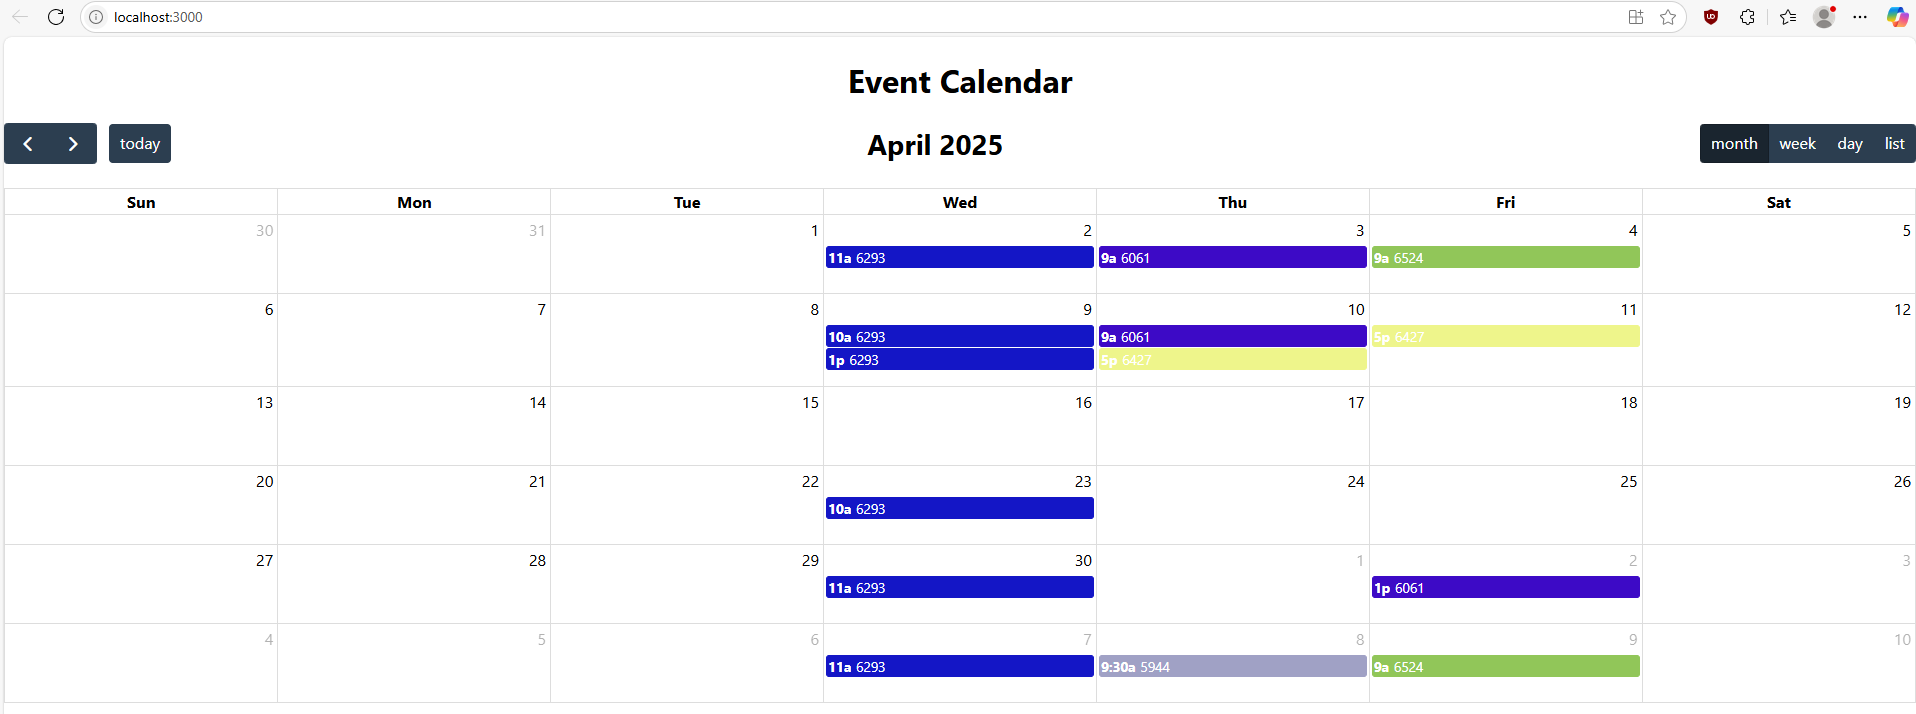 localhost:3000
Event Calendar
today
April 2025
month week day list
Sun Mon Tue Wed Thu Fri Sat
30 31 1 2 3 4 5
11a 6293 9a 6061 9a 6524
6 7 8 9 10 11 12
10a 6293 9a 6061 5p 6427
1p 6293 5p 6427
13 14 15 16 17 18 19
20 21 22 23 24 25 26
10a 6293
27 28 29 30 1 2 3
11a 6293 1p 6061
4 5 6 7 8 9 10
11a 6293 9:30a 5944 9a 6524